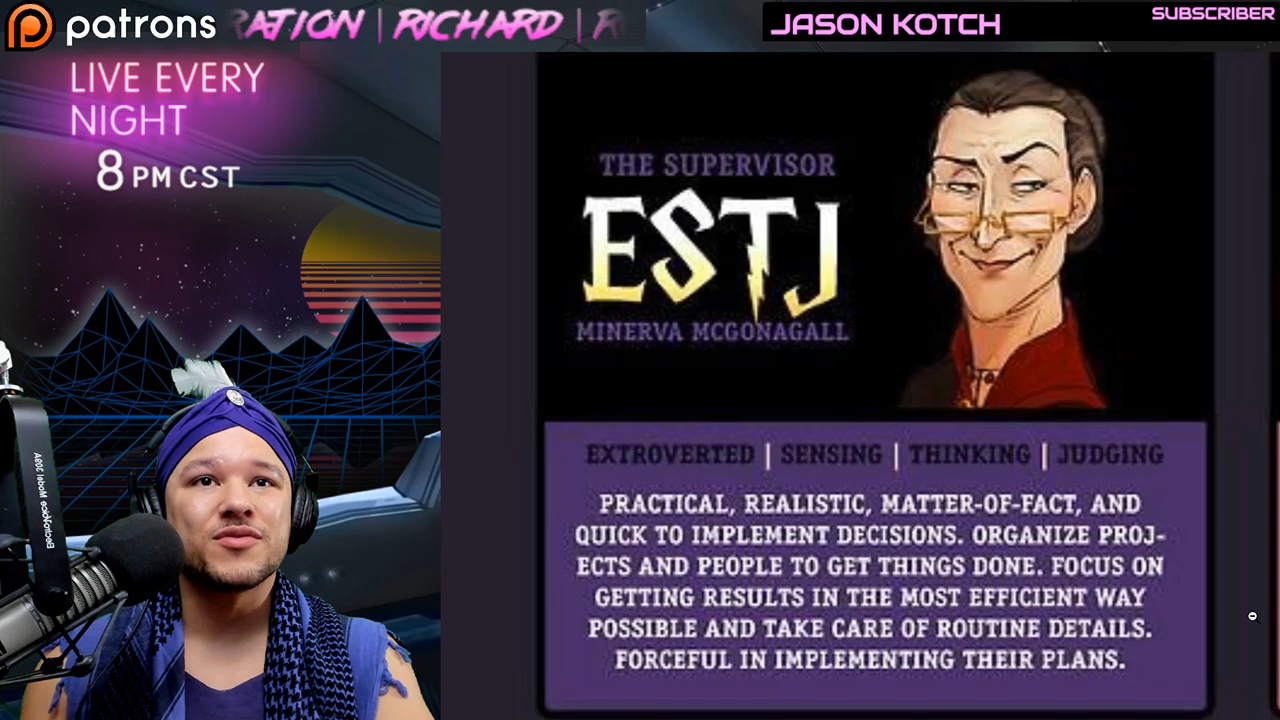 patrons
RATION | RICHARD | R
JASON KOTCH
SUBSCRIBER
LIVE EVERY
NIGHT
8 PM CST
THE SUPERVISOR
ESTJ
MINERVA MCGONAGALL
EXTROVERTED | SENSING | THINKING | JUDGING
PRACTICAL, REALISTIC, MATTER-OF-FACT, AND
QUICK TO IMPLEMENT DECISIONS. ORGANIZE PROJ-
ECTS AND PEOPLE TO GET THINGS DONE. FOCUS ON
GETTING RESULTS IN THE MOST EFFICIENT WAY
POSSIBLE AND TAKE CARE OF ROUTINE DETAILS.
FORCEFUL IN IMPLEMENTING THEIR PLANS.